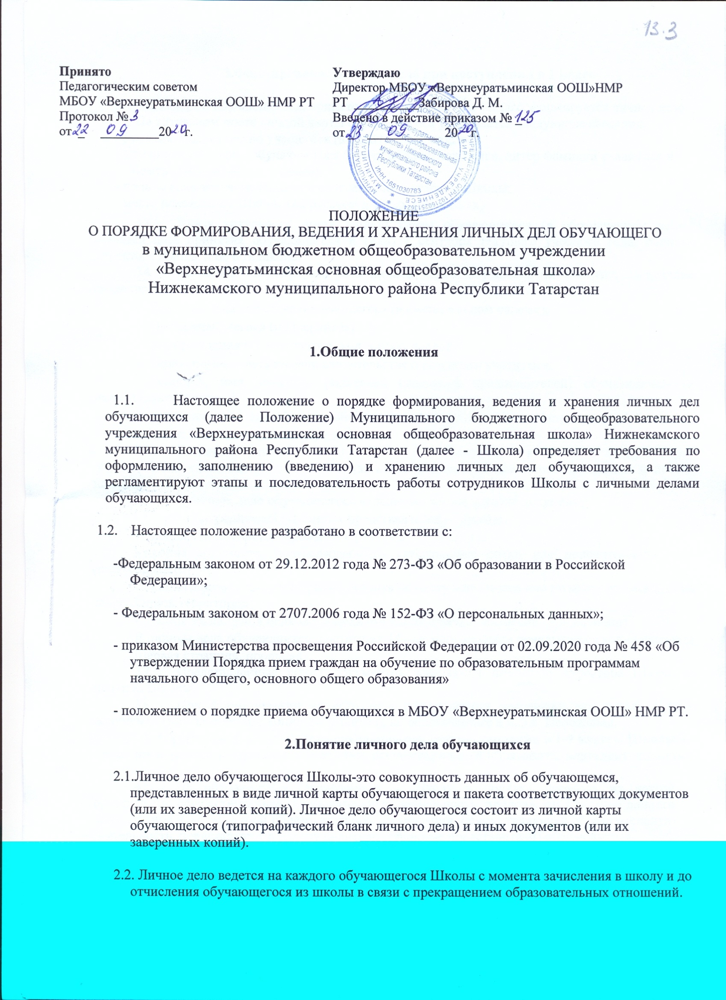 13.3
Принято
Педагогическим советом
МБОУ «Верхнеуратьминская ООШ» НМР РТ
Протокол № 3
от 22 09 2020г.
Утверждаю
Директор МБОУ «Верхнеуратьминская ООШ»НМР
РТ Забирова Д. М.
Введено в действие приказом № 125
от 23 09 2020г.
«Верхнеуратьминская
основная общеобразовательная
школа» Нижнекамского
муниципального района
Республики Татарстан
ИНН 1651030783
ОГРН 1021602513624
ПОЛОЖЕНИЕ
О ПОРЯДКЕ ФОРМИРОВАНИЯ, ВЕДЕНИЯ И ХРАНЕНИЯ ЛИЧНЫХ ДЕЛ ОБУЧАЮЩЕГО
в муниципальном бюджетном общеобразовательном учреждении
«Верхнеуратьминская основная общеобразовательная школа»
Нижнекамского муниципального района Республики Татарстан
1.Общие положения
1.1. Настоящее положение о порядке формирования, ведения и хранения личных дел
обучающихся (далее Положение) Муниципального бюджетного общеобразовательного
учреждения «Верхнеуратьминская основная общеобразовательная школа» Нижнекамского
муниципального района Республики Татарстан (далее - Школа) определяет требования по
оформлению, заполнению (введению) и хранению личных дел обучающихся, а также
регламентируют этапы и последовательность работы сотрудников Школы с личными делами
обучающихся.
1.2. Настоящее положение разработано в соответствии с:
-Федеральным законом от 29.12.2012 года № 273-ФЗ «Об образовании в Российской
Федерации»;
- Федеральным законом от 2707.2006 года № 152-ФЗ «О персональных данных»;
- приказом Министерства просвещения Российской Федерации от 02.09.2020 года № 458 «Об
утверждении Порядка прием граждан на обучение по образовательным программам
начального общего, основного общего образования»
- положением о порядке приема обучающихся в МБОУ «Верхнеуратьминская ООШ» НМР РТ.
2.Понятие личного дела обучающихся
2.1.Личное дело обучающегося Школы-это совокупность данных об обучающемся,
представленных в виде личной карты обучающегося и пакета соответствующих документов
(или их заверенной копий). Личное дело обучающегося состоит из личной карты
обучающегося (типографический бланк личного дела) и иных документов (или их
заверенных копий).
2.2. Личное дело ведется на каждого обучающегося Школы с момента зачисления в школу и до
отчисления обучающегося из школы в связи с прекращением образовательных отношений.